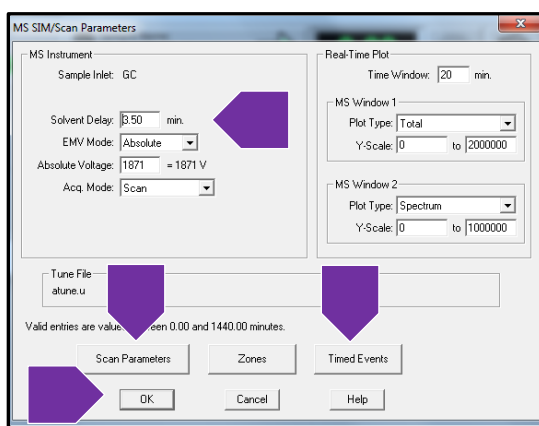 MS SIM/Scan Parameters
MS Instrument
Sample Inlet: GC
Solvent Delay: 3.50 min.
EMV Mode: Absolute
Absolute Voltage: 1871 = 1871 V
Acq. Mode: Scan
Real-Time Plot
Time Window: 20 min.
MS Window 1
Plot Type: Total
Y-Scale: 0 to 2000000
MS Window 2
Plot Type: Spectrum
Y-Scale: 0 to 1000000
Tune File
atune.u
Valid entries are 0.00 and 1440.00 minutes.
Scan Parameters Zones Timed Events
OK Cancel Help